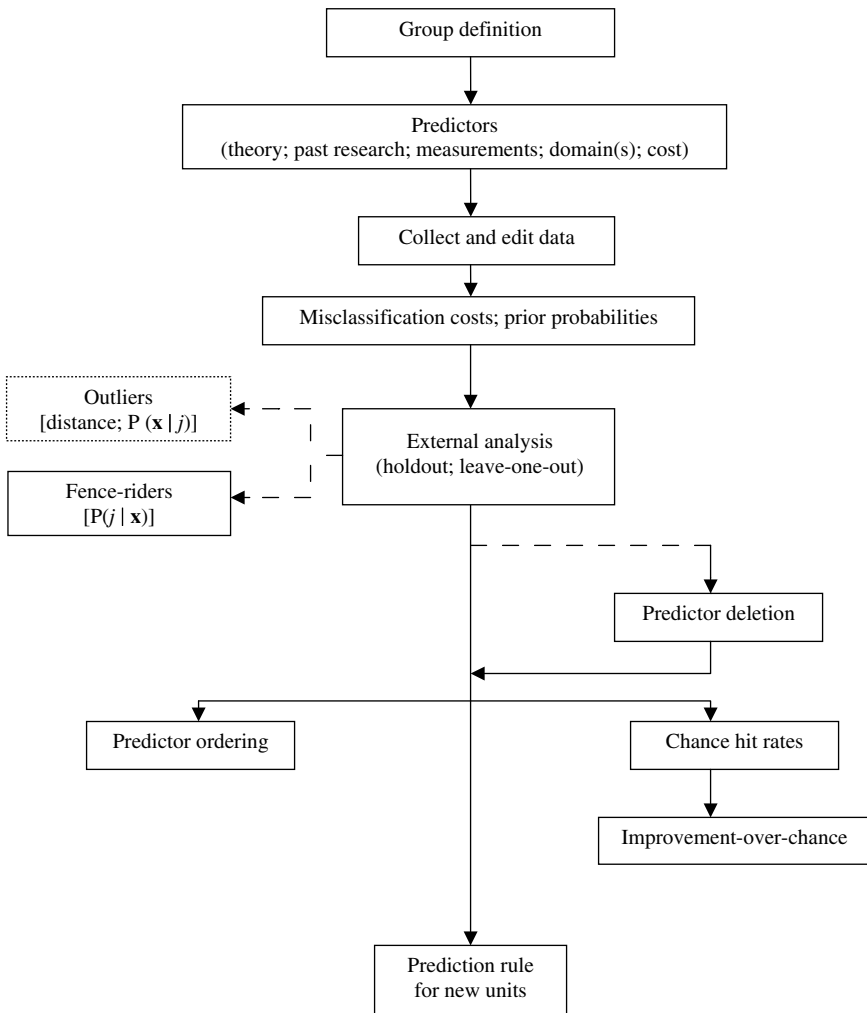 Group definition
Predictors
(theory; past research; measurements; domain(s); cost)
Collect and edit data
Misclassification costs; prior probabilities
Outliers
[distance; P (x | j)]
External analysis
(holdout; leave-one-out)
Fence-riders
[P(j | x)]
Predictor deletion
Predictor ordering
Chance hit rates
Improvement-over-chance
Prediction rule
for new units